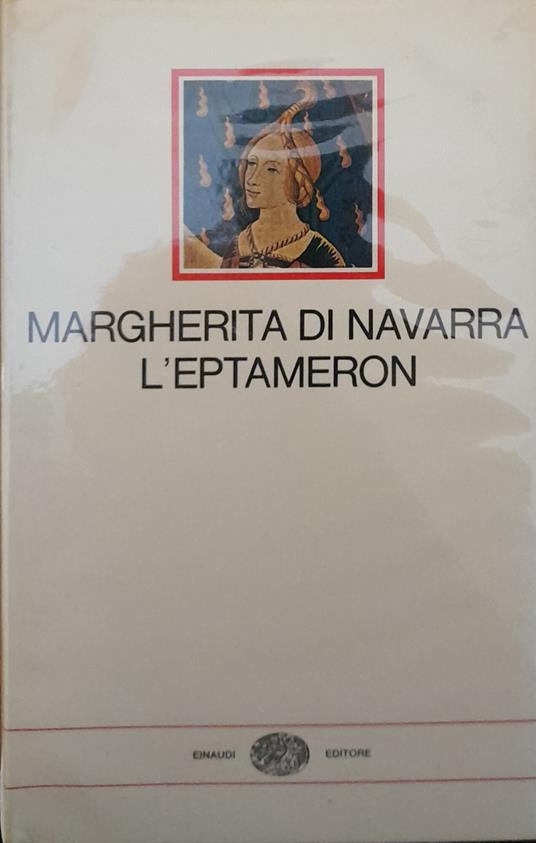 MARGHERITA DI NAVARRA
L'EPTAMERON
EINAUDI EDITORE